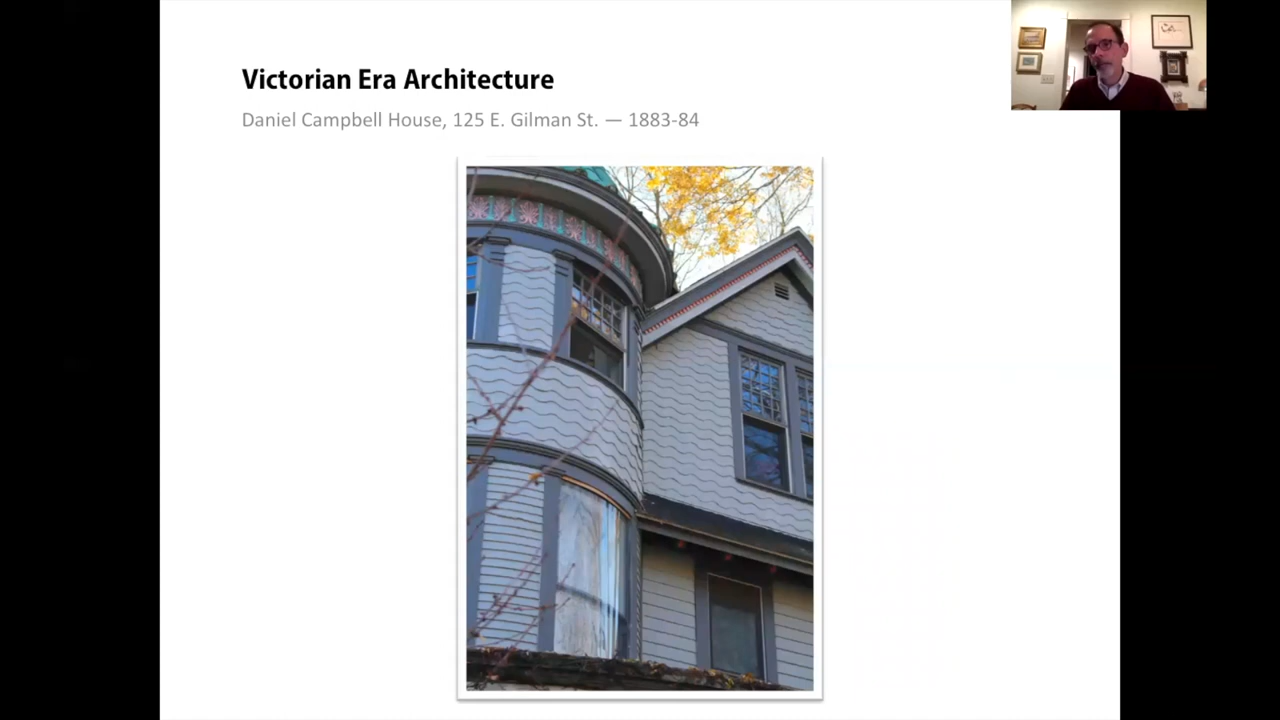 Victorian Era Architecture
Daniel Campbell House, 125 E. Gilman St. — 1883-84